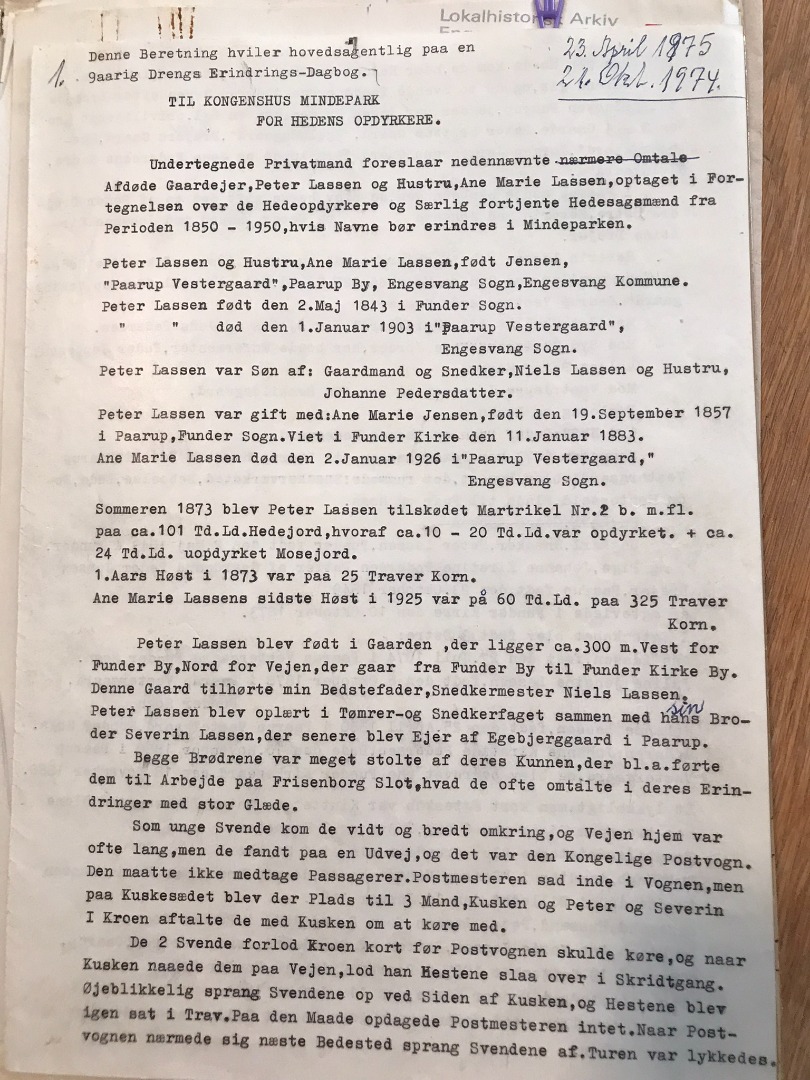 Lokalhistorisk Arkiv
23. April 1975
21. Okt. 1974.
1.
Denne Beretning hviler hovedsagentlig paa en
9aarig Drengs Erindrings-Dagbog.
TIL KONGENSHUS MINDEPARK
FOR HEDENS OPDYRKERE.
Undertegnede Privatmand foreslaar nedennævnte nærmere Omtale
Afdøde Gaardejer,Peter Lassen og Hustru,Ane Marie Lassen,optaget i For-
tegnelsen over de Hedeopdyrkere og Særlig fortjente Hedesagsmænd fra
Perioden 1850 - 1950,hvis Navne bør erindres i Mindeparken.
Peter Lassen og Hustru,Ane Marie Lassen,født Jensen,
"Paarup Vestergaard",Paarup By, Engesvang Sogn,Engesvang Kommune.
Peter Lassen født den 2.Maj 1843 i Funder Sogn.
" " død den 1.Januar 1903 i"Paarup Vestergaard",
Engesvang Sogn.
Peter Lassen var Søn af: Gaardmand og Snedker,Niels Lassen og Hustru,
Johanne Pedersdatter.
Peter Lassen var gift med:Ane Marie Jensen,født den 19.September 1857
i Paarup,Funder Sogn.Viet i Funder Kirke den 11.Januar 1883.
Ane Marie Lassen død den 2.Januar 1926 i"Paarup Vestergaard,"
Engesvang Sogn.
Sommeren 1873 blev Peter Lassen tilskødet Martrikel Nr.2 b. m.fl.
paa ca.101 Td.Ld.Hedejord,hvoraf ca.10 - 20 Td.Ld.var opdyrket. + ca.
24 Td.Ld. uopdyrket Mosejord.
1.Aars Høst i 1873 var paa 25 Traver Korn.
Ane Marie Lassens sidste Høst i 1925 var på 60 Td.Ld. paa 325 Traver
Korn.
Peter Lassen blev født i Gaarden ,der ligger ca.300 m.Vest for
Funder By,Nord for Vejen,der gaar fra Funder By til Funder Kirke By.
Denne Gaard tilhørte min Bedstefader,Snedkermester Niels Lassen.
sin
Peter Lassen blev oplært i Tømrer-og Snedkerfaget sammen med hans Bro-
der Severin Lassen,der senere blev Ejer af Egebjerggaard i Paarup.
Begge Brødrene var meget stolte af deres Kunnen,der bl.a.førte
dem til Arbejde paa Frisenborg Slot,hvad de ofte omtalte i deres Erin-
dringer med stor Glæde.
Som unge Svende kom de vidt og bredt omkring,og Vejen hjem var
ofte lang,men de fandt paa en Udvej,og det var den Kongelige Postvogn.
Den maatte ikke medtage Passagerer.Postmesteren sad inde i Vognen,men
paa Kuskesædet blev der Plads til 3 Mand,Kusken og Peter og Severin
I Kroen aftalte de med Kusken om at køre med.
De 2 Svende forlod Kroen kort før Postvognen skulde køre,og naar
Kusken naaede dem paa Vejen,lod han Hestene slaa over i Skridtgang.
Øjeblikkelig sprang Svendene op ved Siden af Kusken,og Hestene blev
igen sat i Trav.Paa den Maade opdagede Postmesteren intet.Naar Post-
vognen nærmede sig næste Bedested sprang Svendene af.Turen var lykkedes.